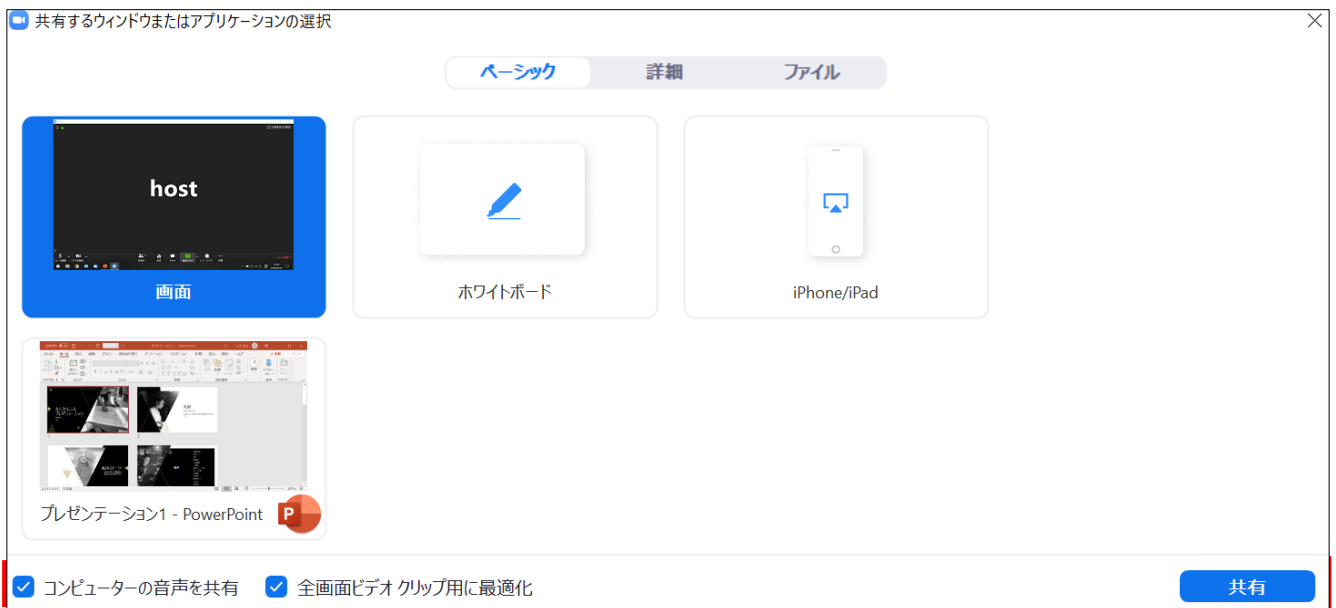 共有するウィンドウまたはアプリケーションの選択
ベーシック 詳細 ファイル
host
画面
ホワイトボード
iPhone/iPad
プレゼンテーション1 - PowerPoint
P
コンピューターの音声を共有 全画面ビデオ クリップ用に最適化 共有